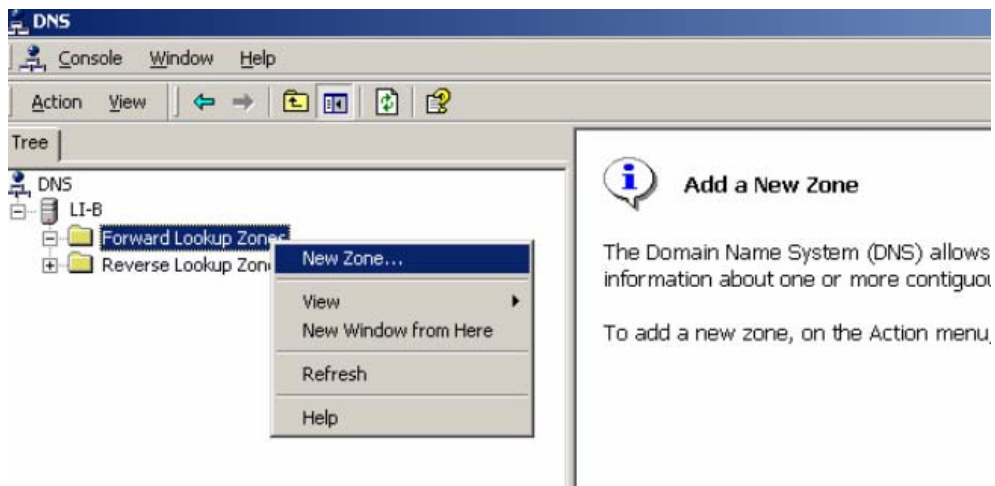 DNS
Console Window Help
Action View
Tree
DNS
LI-B
Forward Lookup Zones
Reverse Lookup Zon
New Zone...
View
New Window from Here
Refresh
Help
Add a New Zone
The Domain Name System (DNS) allows
information about one or more contiguou
To add a new zone, on the Action menu,